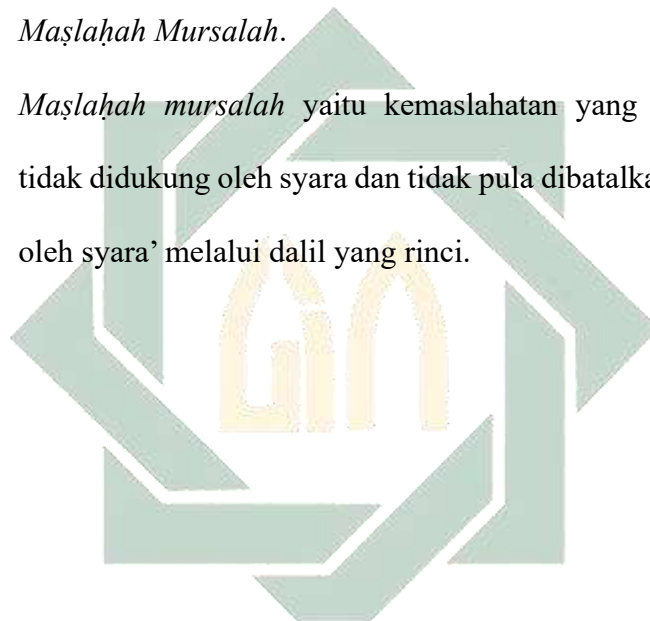 Maṣlaḥah Mursalah.
Maṣlaḥah mursalah yaitu kemaslahatan yang
tidak didukung oleh syara dan tidak pula
oleh syara’ melalui dalil yang rinci.